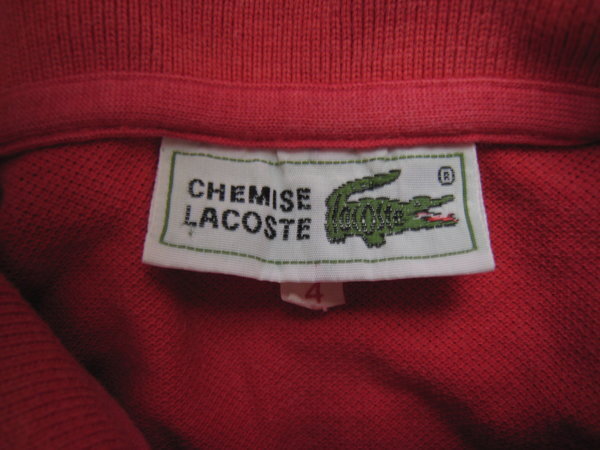 CHEMISE
LACOSTE
Lacoste
®
4